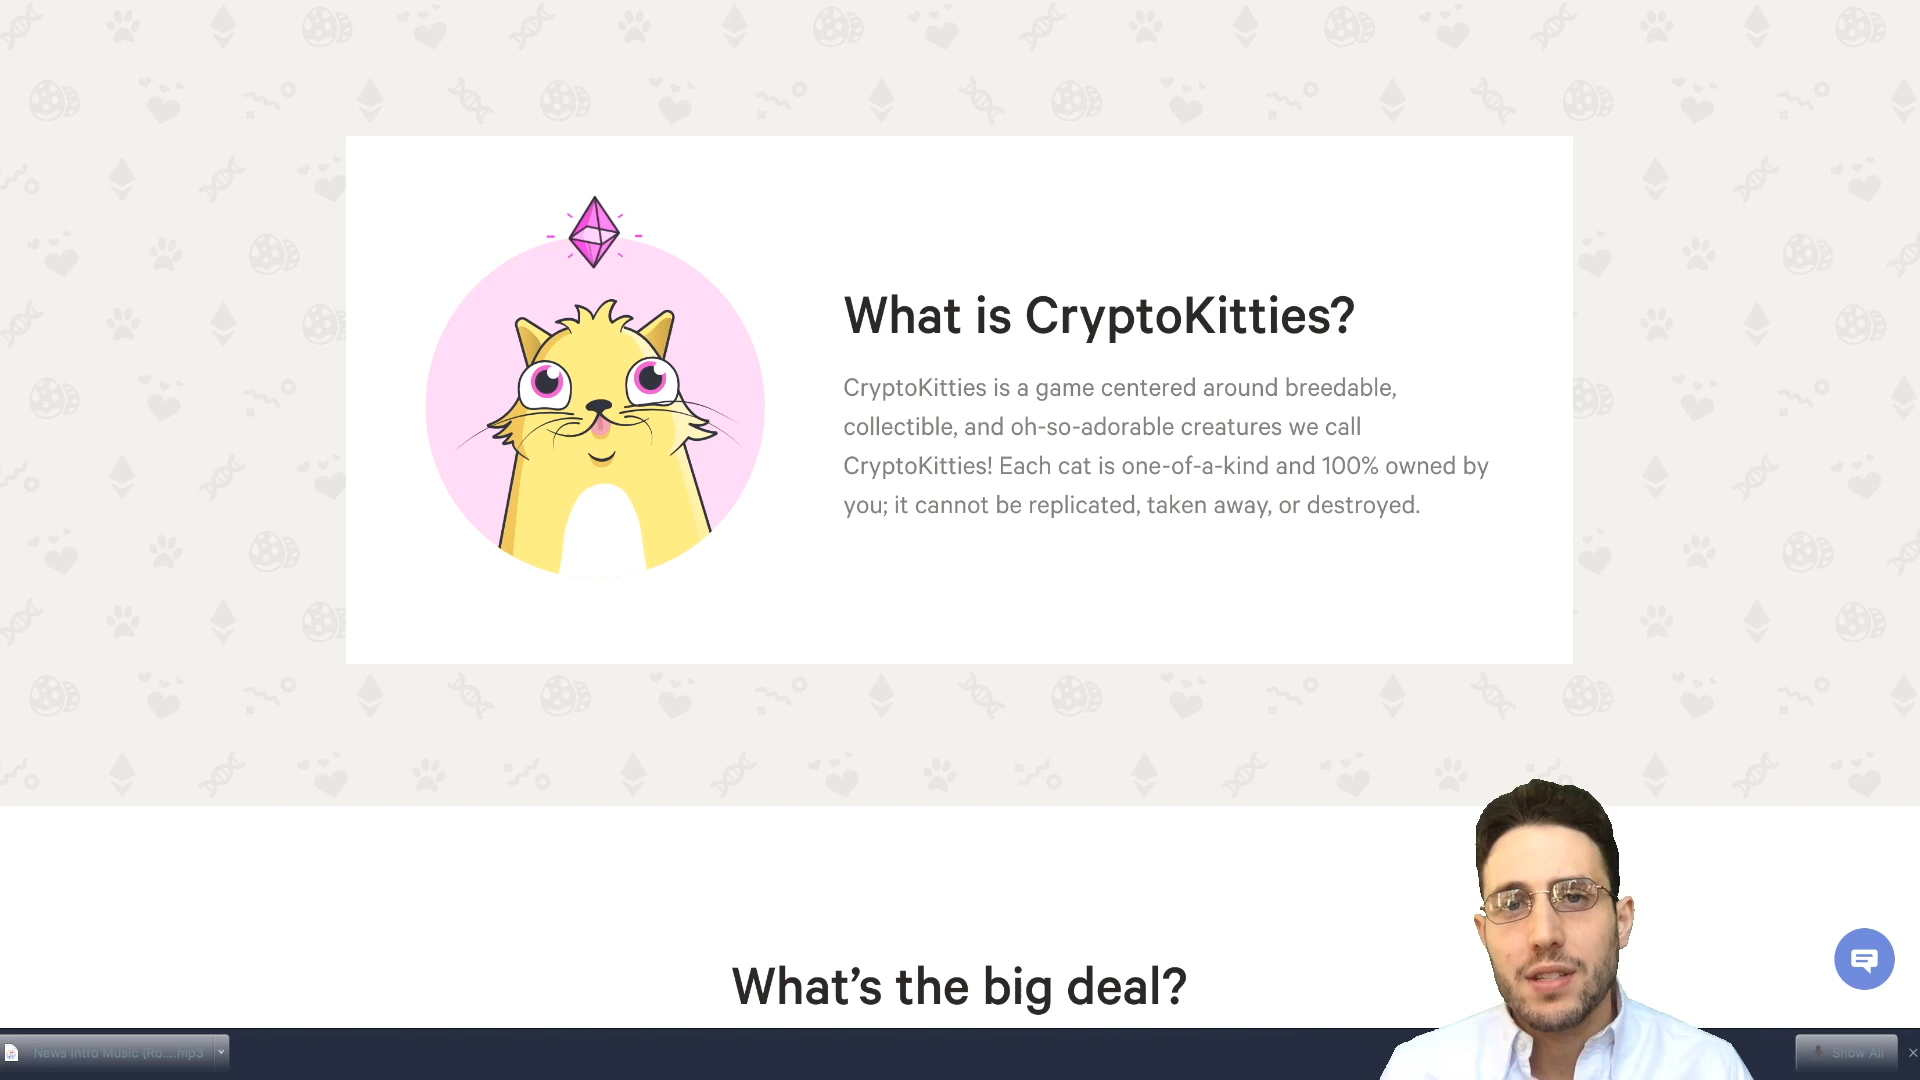 What is CryptoKitties?
CryptoKitties is a game centered around breedable,
collectible, and oh-so-adorable creatures we call
CryptoKitties! Each cat is one-of-a-kind and 100% owned by
you; it cannot be replicated, taken away, or destroyed.
What’s the big deal?
News Intro Music (Ro....mp3
Show All